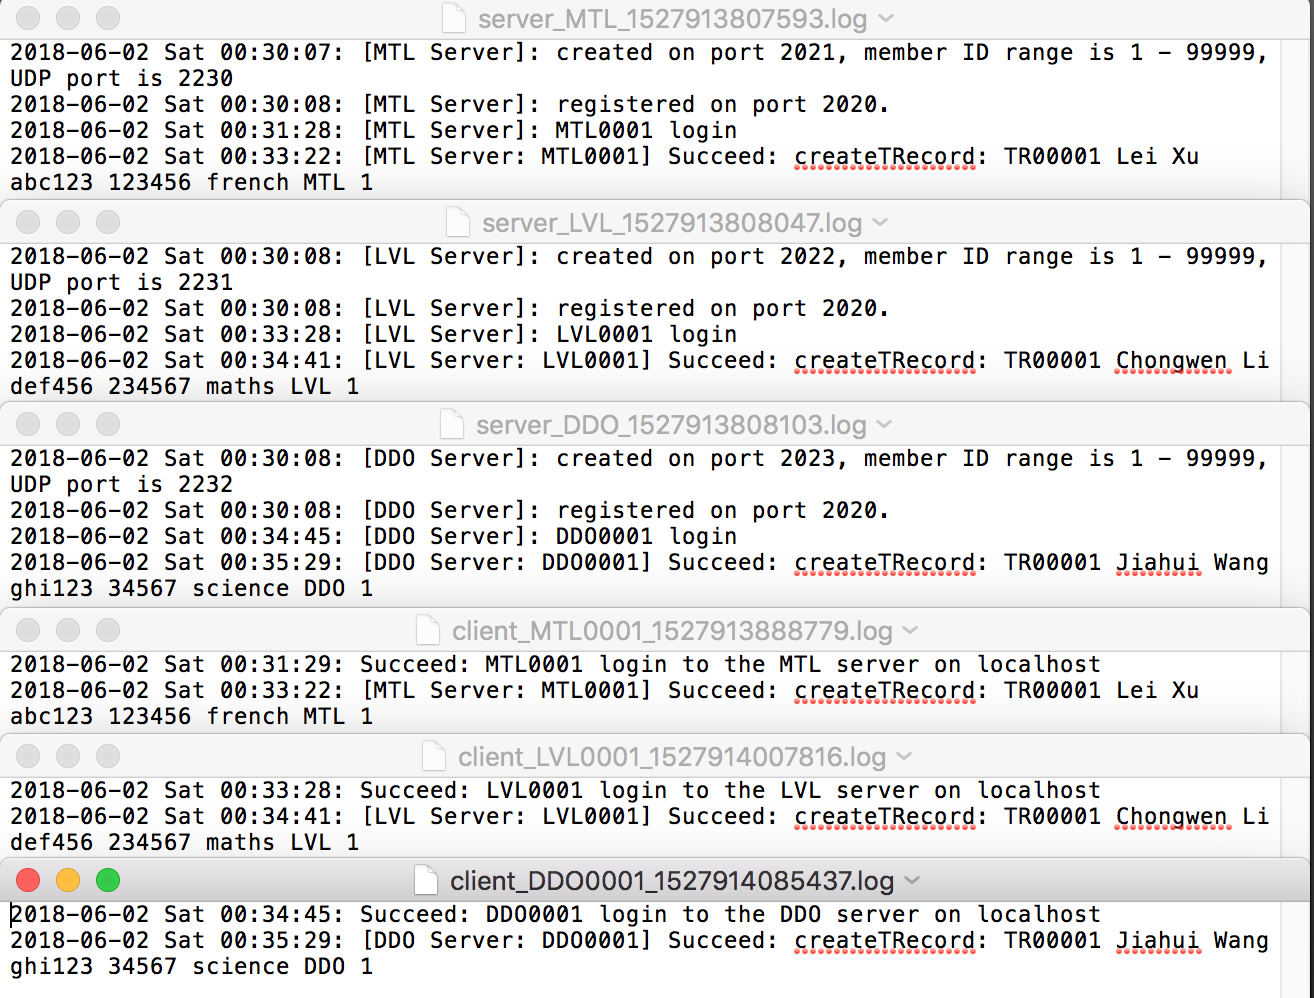 server_MTL_1527913807593.log
2018-06-02 Sat 00:30:07: [MTL Server]: created on port 2021, member ID range is 1 - 99999,
UDP port is 2230
2018-06-02 Sat 00:30:08: [MTL Server]: registered on port 2020.
2018-06-02 Sat 00:31:28: [MTL Server]: MTL0001 login
2018-06-02 Sat 00:33:22: [MTL Server: MTL0001] Succeed: createTRecord: TR00001 Lei Xu
abc123 123456 french MTL 1
server_LVL_1527913808047.log
2018-06-02 Sat 00:30:08: [LVL Server]: created on port 2022, member ID range is 1 - 99999,
UDP port is 2231
2018-06-02 Sat 00:30:08: [LVL Server]: registered on port 2020.
2018-06-02 Sat 00:33:28: [LVL Server]: LVL0001 login
2018-06-02 Sat 00:34:41: [LVL Server: LVL0001] Succeed: createTRecord: TR00001 Chongwen Li
def456 234567 maths LVL 1
server_DDO_1527913808103.log
2018-06-02 Sat 00:30:08: [DDO Server]: created on port 2023, member ID range is 1 - 99999,
UDP port is 2232
2018-06-02 Sat 00:30:08: [DDO Server]: registered on port 2020.
2018-06-02 Sat 00:34:45: [DDO Server]: DDO0001 login
2018-06-02 Sat 00:35:29: [DDO Server: DDO0001] Succeed: createTRecord: TR00001 Jiahui Wang
ghi123 34567 science DDO 1
client_MTL0001_1527913888779.log
2018-06-02 Sat 00:31:29: Succeed: MTL0001 login to the MTL server on localhost
2018-06-02 Sat 00:33:22: [MTL Server: MTL0001] Succeed: createTRecord: TR00001 Lei Xu
abc123 123456 french MTL 1
client_LVL0001_1527914007816.log
2018-06-02 Sat 00:33:28: Succeed: LVL0001 login to the LVL server on localhost
2018-06-02 Sat 00:34:41: [LVL Server: LVL0001] Succeed: createTRecord: TR00001 Chongwen Li
def456 234567 maths LVL 1
client_DDO0001_1527914085437.log
2018-06-02 Sat 00:34:45: Succeed: DDO0001 login to the DDO server on localhost
2018-06-02 Sat 00:35:29: [DDO Server: DDO0001] Succeed: createTRecord: TR00001 Jiahui Wang
ghi123 34567 science DDO 1